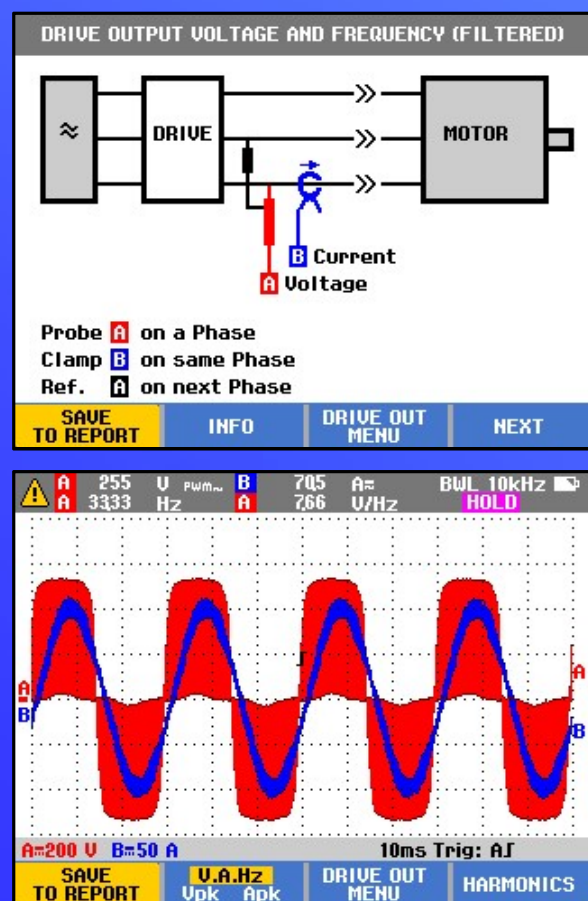 DRIVE OUTPUT VOLTAGE AND FREQUENCY (FILTERED)
≈ DRIVE MOTOR
B Current
A Voltage
Probe A on a Phase
Clamp B on same Phase
Ref. A on next Phase
SAVE TO REPORT INFO DRIVE OUT MENU NEXT
A 255 V PWM~ B 70.5 A≂ BWL 10kHz
A 33.33 Hz A 7.66 V/Hz HOLD
A
B
A
B
A=200 V B=50 A 10ms Trig: A⌠
SAVE TO REPORT V.A.Hz Vpk Apk DRIVE OUT MENU HARMONICS